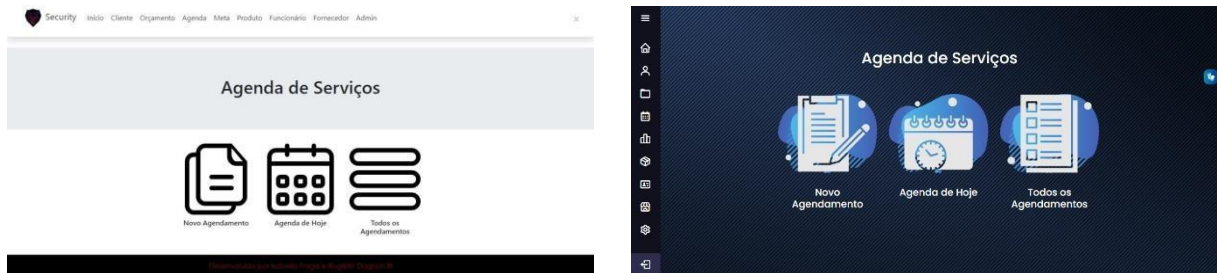 Security Início Cliente Orçamento Agenda Meta Produto Funcionário Fornecedor Admin
Agenda de Serviços
Novo Agendamento
Agenda de Hoje
Todos os
Agendamentos
Agenda de Serviços
Novo
Agendamento
Agenda de Hoje
Todos os
Agendamentos